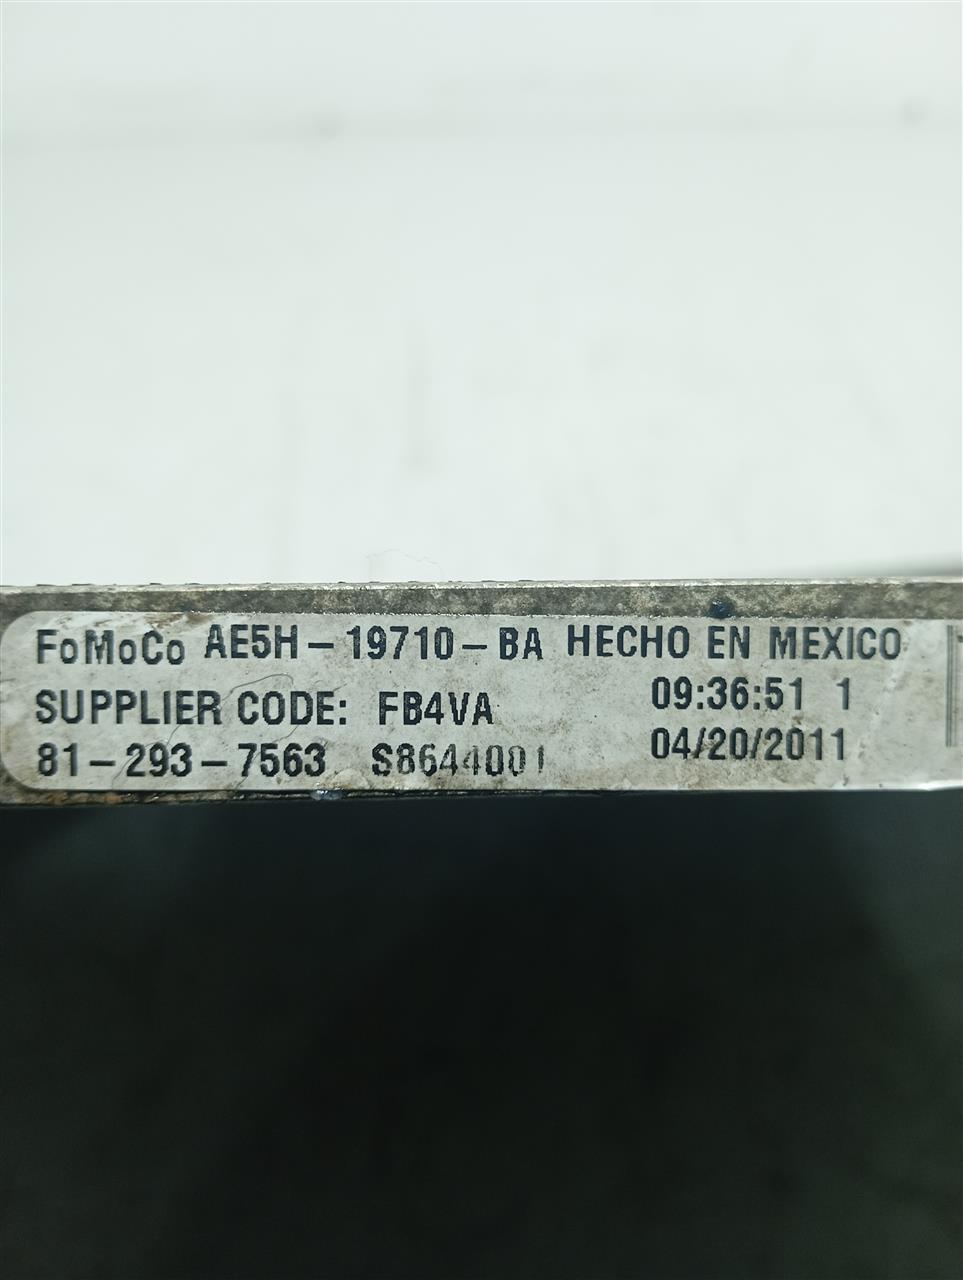 FoMoCo AE5H-19710-BA HECHO EN MEXICO
SUPPLIER CODE: FB4VA 09:36:51 1
81-293-7563 S8644001 04/20/2011